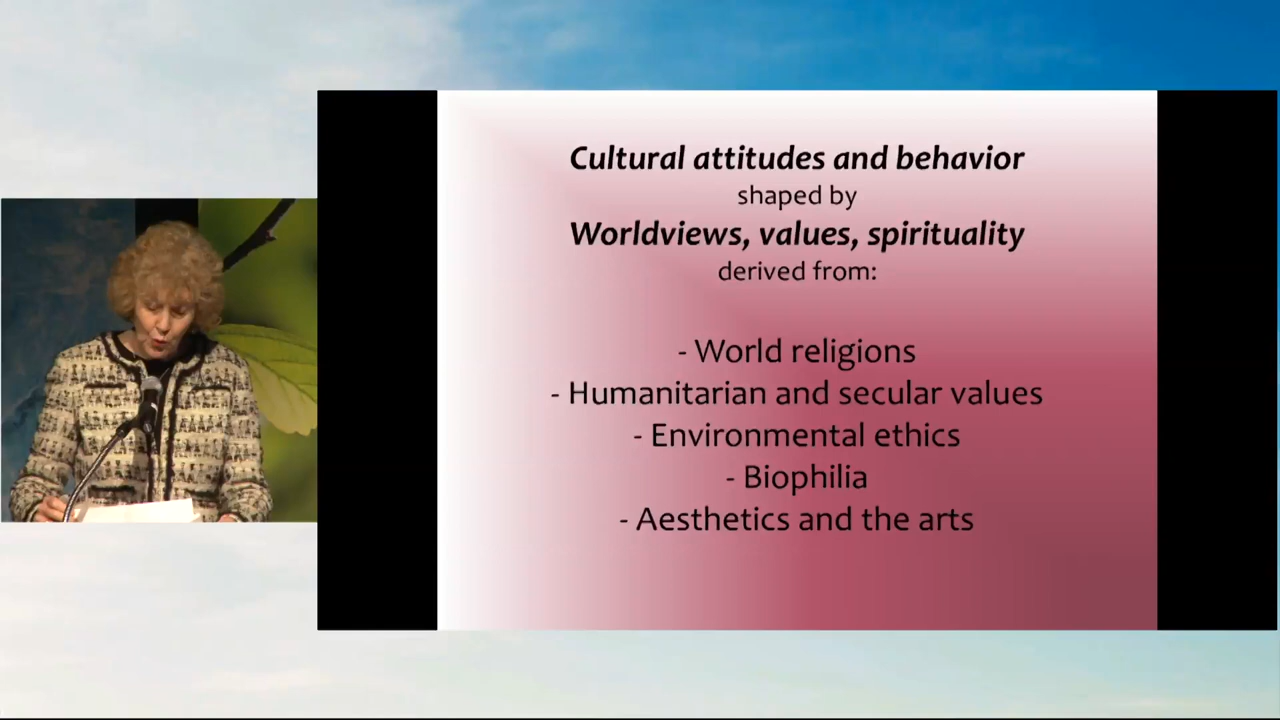 Cultural attitudes and behavior
shaped by
Worldviews, values, spirituality
derived from:
- World religions
- Humanitarian and secular values
- Environmental ethics
- Biophilia
- Aesthetics and the arts